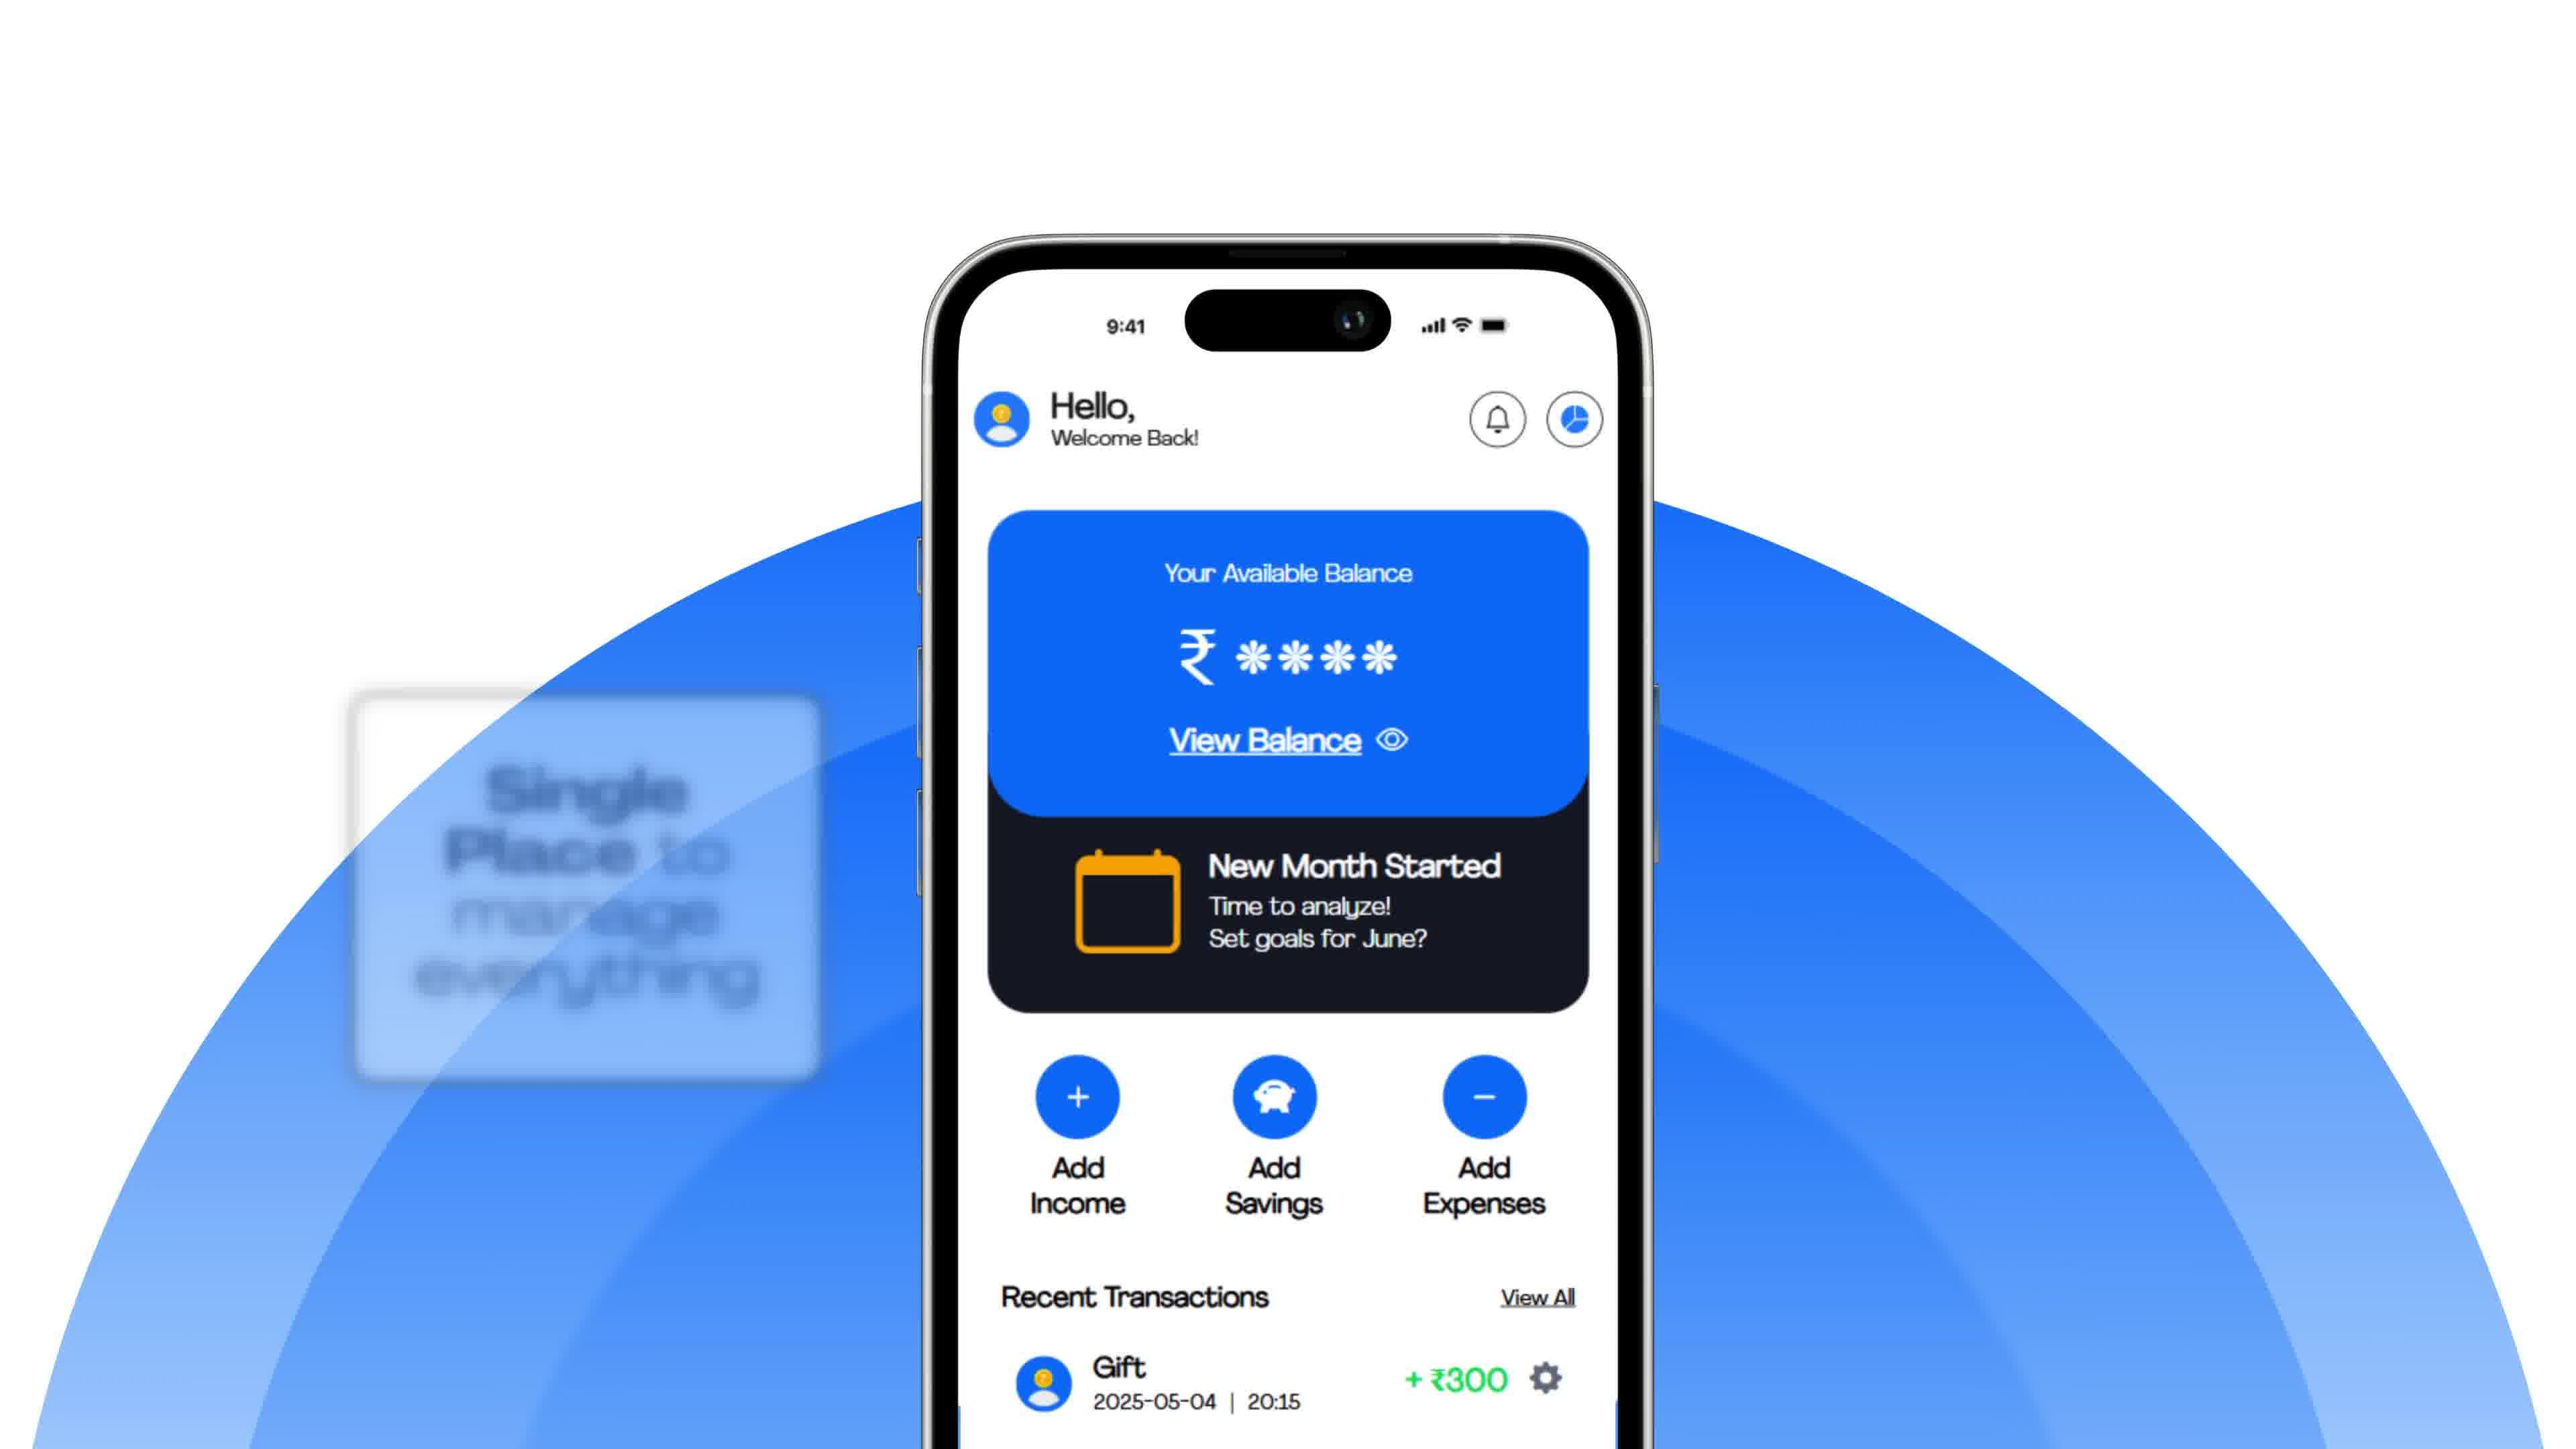 9:41
Hello,
Welcome Back!
Your Available Balance
₹ ****
View Balance
Single
Place to
manage
everything
New Month Started
Time to analyze!
Set goals for June?
Add
Income
Add
Savings
Add
Expenses
Recent Transactions
View All
Gift
+ ₹300
2025-05-04 | 20:15